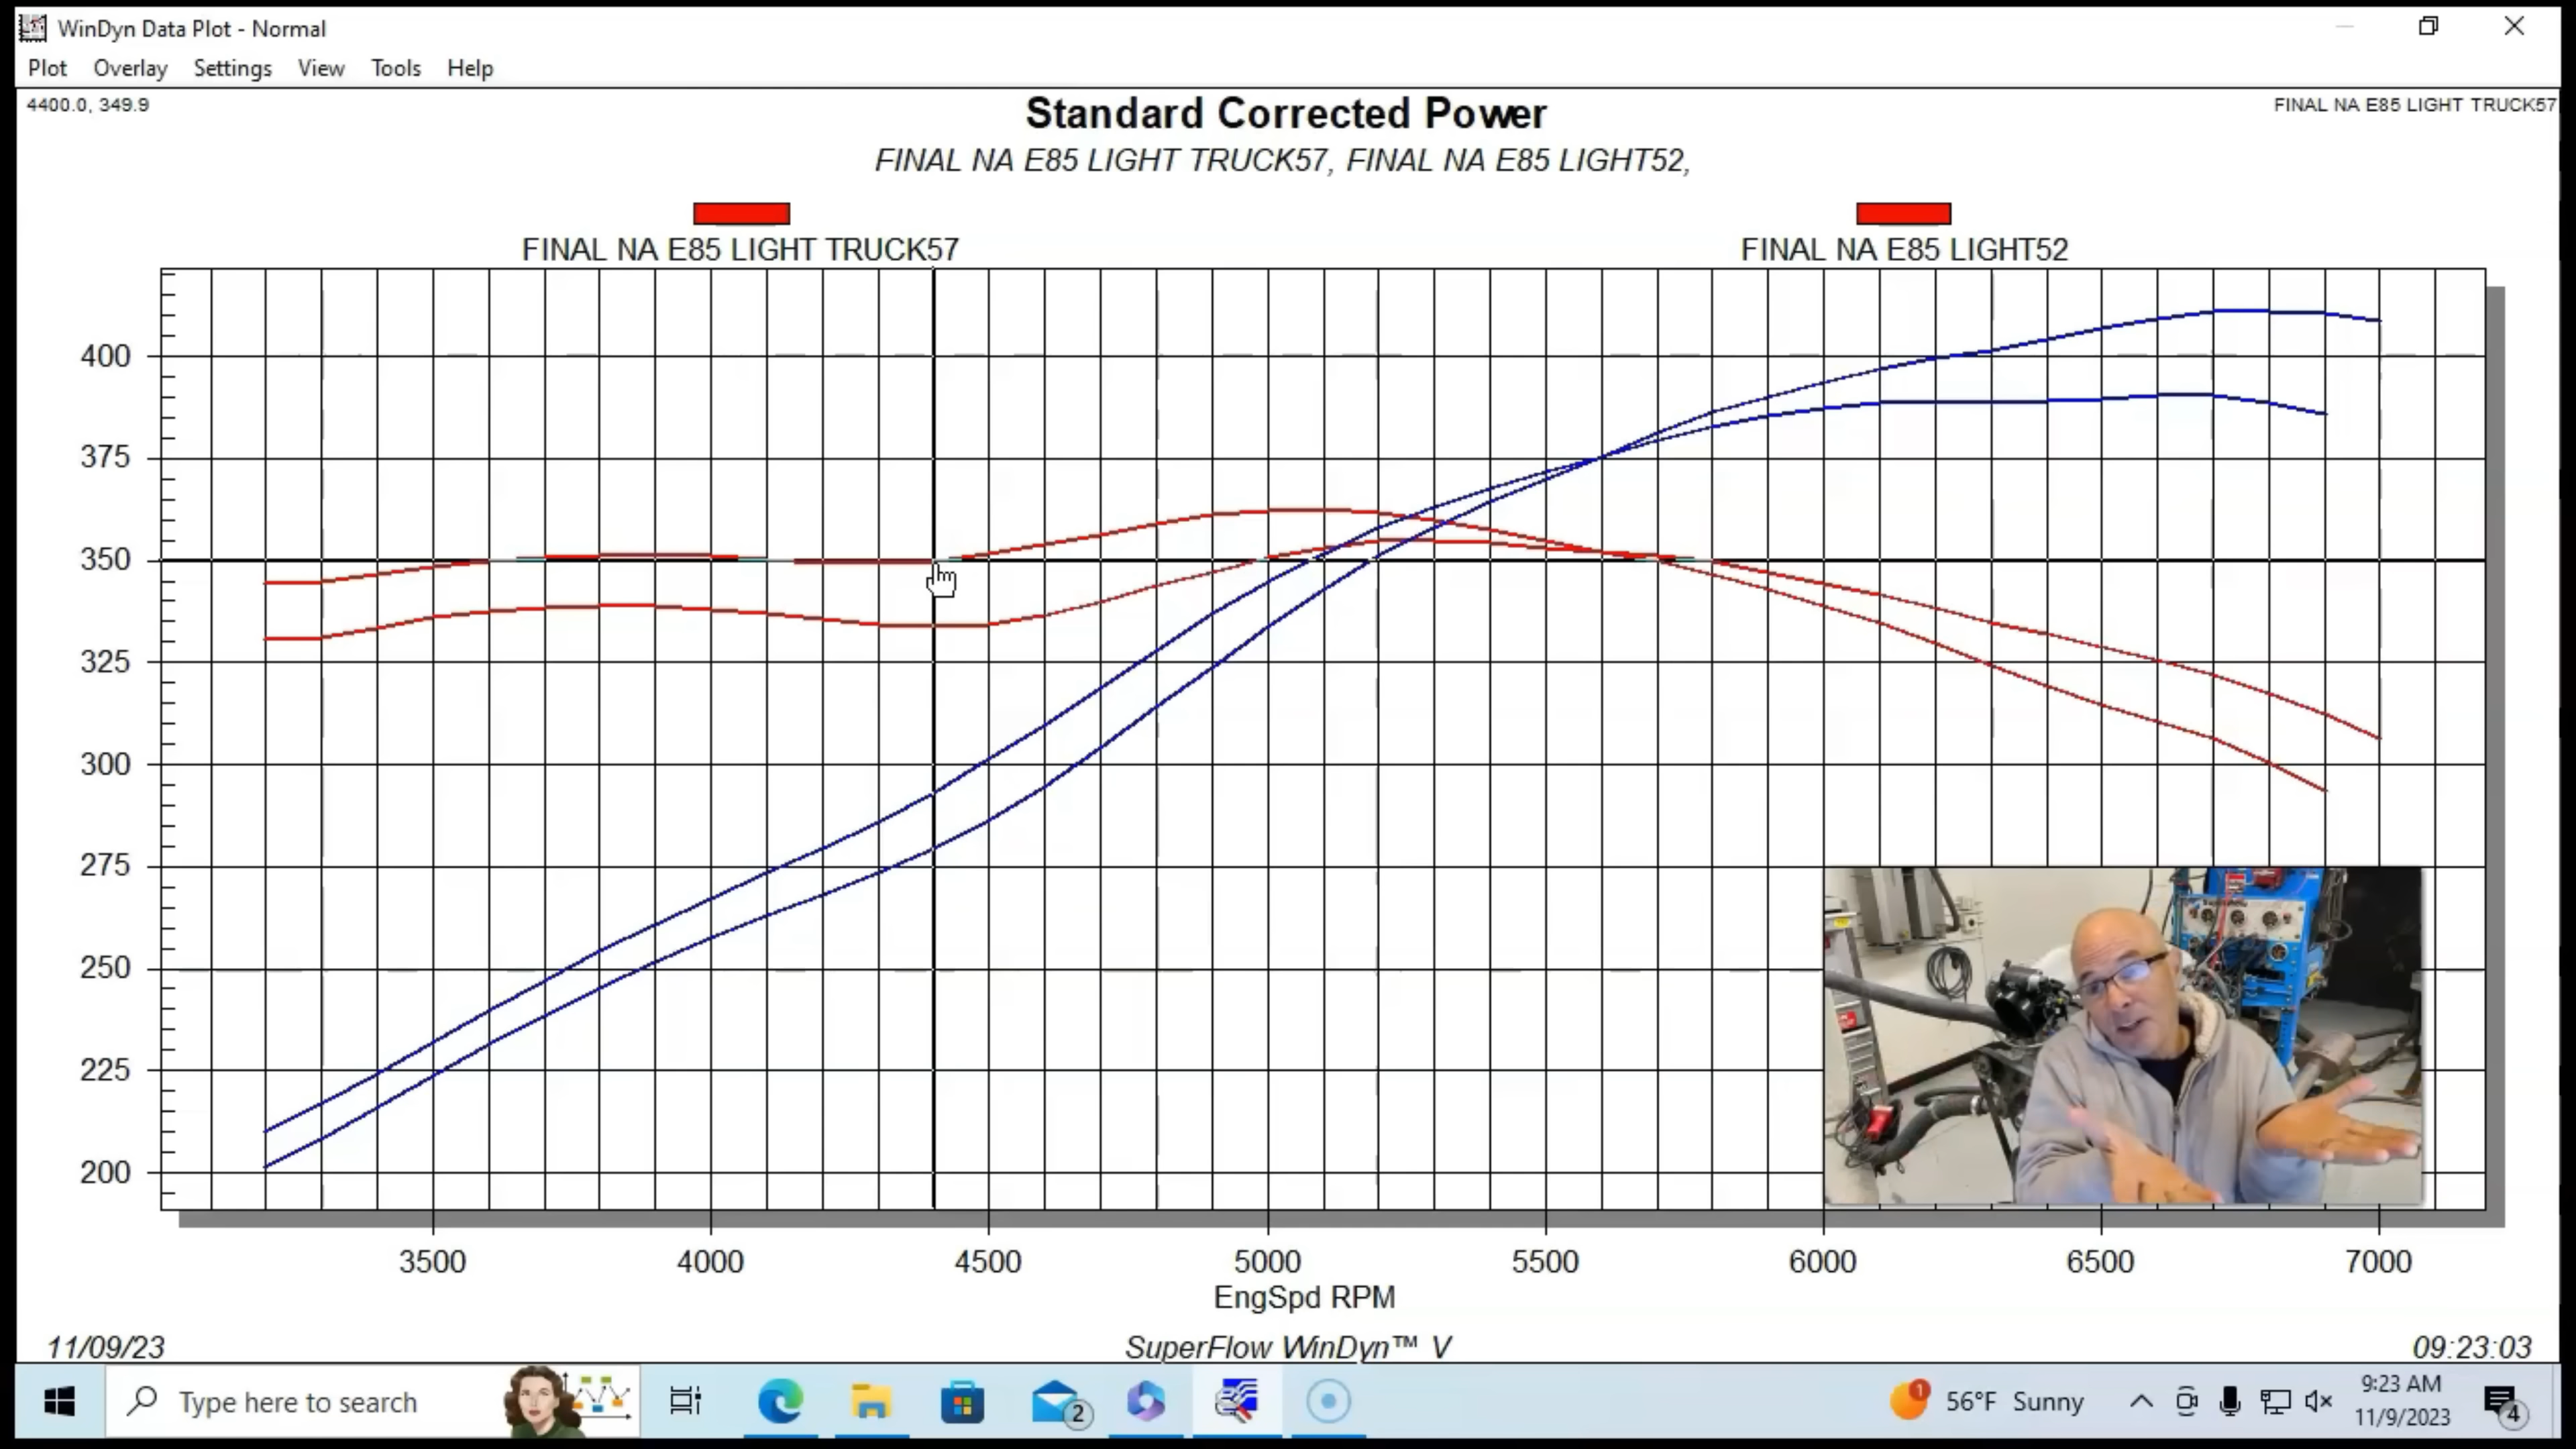 WinDyn Data Plot - Normal
Plot Overlay Settings View Tools Help
4400.0, 349.9
Standard Corrected Power
FINAL NA E85 LIGHT TRUCK57
FINAL NA E85 LIGHT TRUCK57, FINAL NA E85 LIGHT52,
FINAL NA E85 LIGHT TRUCK57
FINAL NA E85 LIGHT52
400
375
350
325
300
275
250
225
200
3500 4000 4500 5000 5500 6000 6500 7000
EngSpd RPM
11/09/23
SuperFlow WinDyn™ V
09:23:03
Type here to search
2
1
56°F Sunny
9:23 AM
11/9/2023
4